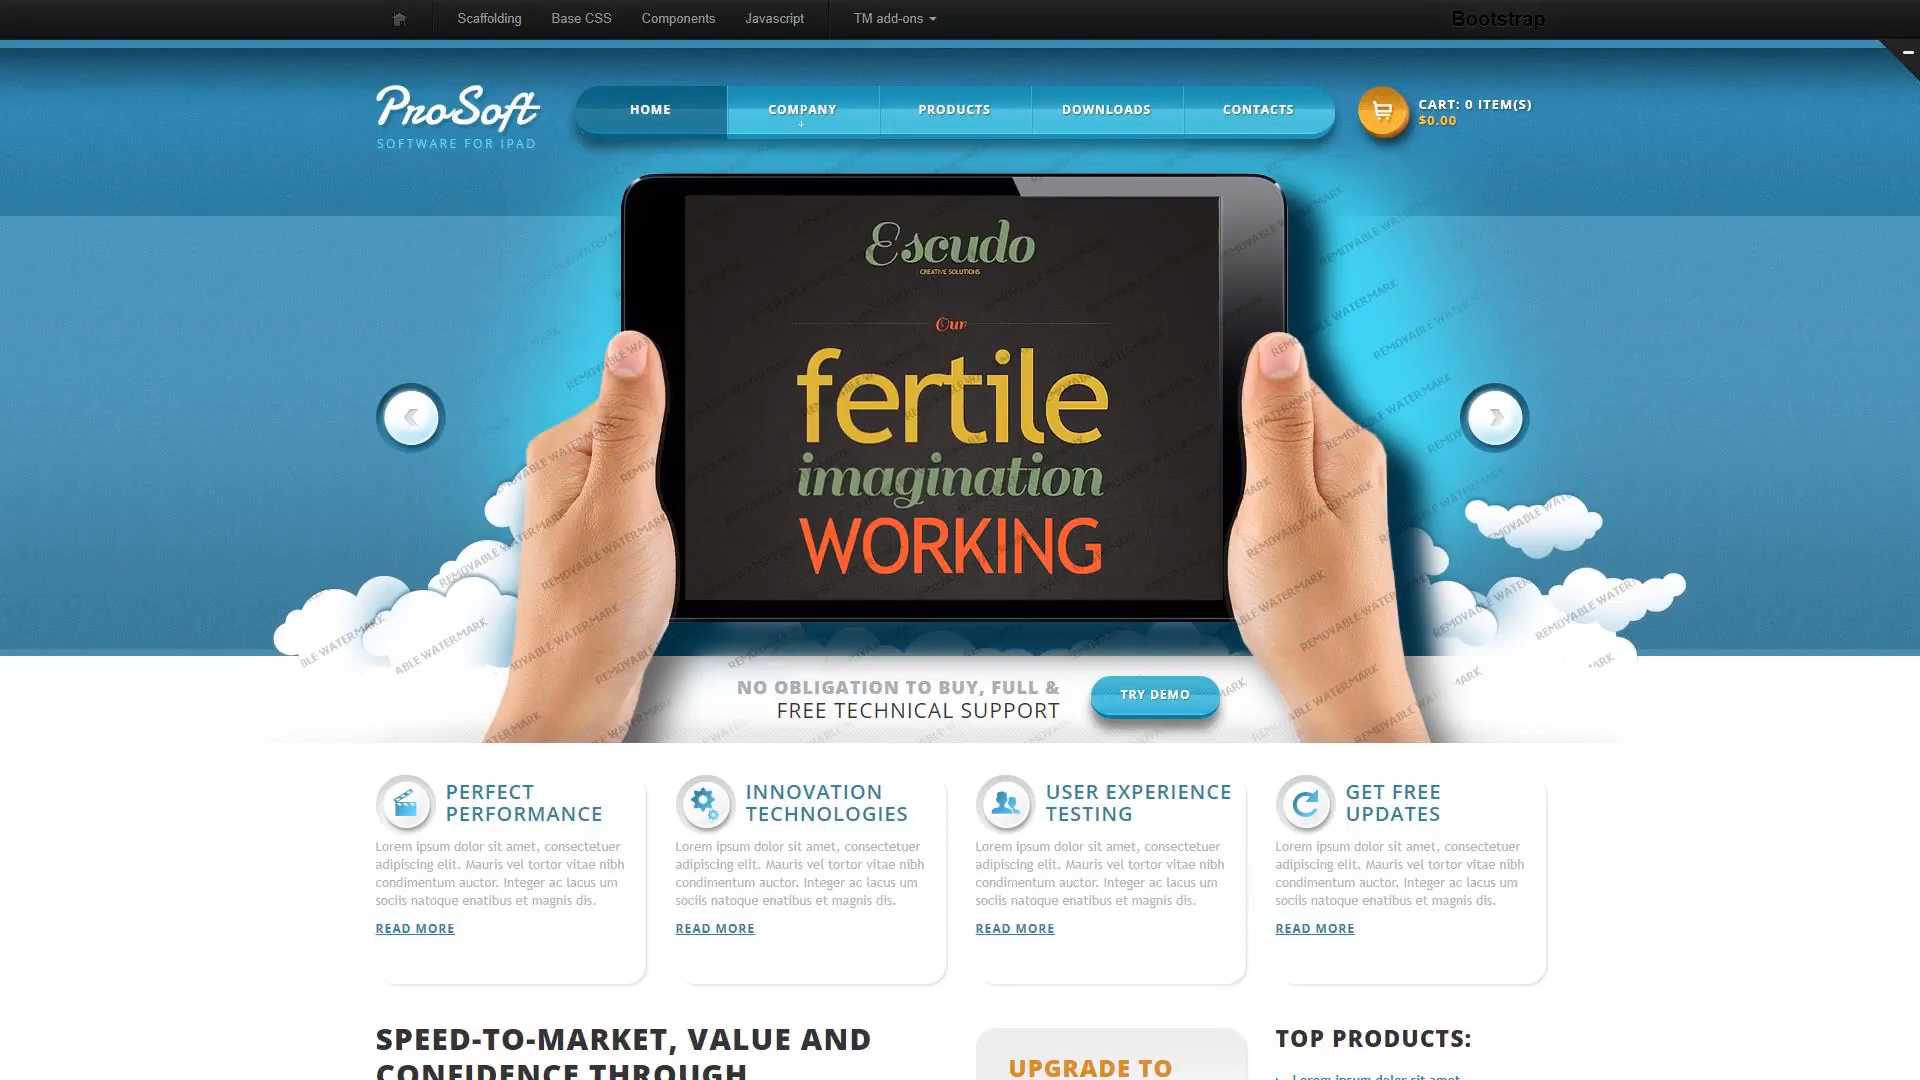 Scaffolding Base CSS Components Javascript TM add-ons Bootstrap
ProSoft
SOFTWARE FOR IPAD
HOME COMPANY PRODUCTS DOWNLOADS CONTACTS
CART: 0 ITEM(S)
$0.00
Escudo
CREATIVE SOLUTIONS
Our
fertile
imagination
WORKING
REMOVABLE WATERMARK
NO OBLIGATION TO BUY, FULL &
FREE TECHNICAL SUPPORT
TRY DEMO
PERFECT
PERFORMANCE
Lorem ipsum dolor sit amet, consectetuer
adipiscing elit. Mauris vel tortor vitae nibh
condimentum auctor. Integer ac lacus um
sociis natoque enatibus et magnis dis.
READ MORE
INNOVATION
TECHNOLOGIES
Lorem ipsum dolor sit amet, consectetuer
adipiscing elit. Mauris vel tortor vitae nibh
condimentum auctor. Integer ac lacus um
sociis natoque enatibus et magnis dis.
READ MORE
USER EXPERIENCE
TESTING
Lorem ipsum dolor sit amet, consectetuer
adipiscing elit. Mauris vel tortor vitae nibh
condimentum auctor. Integer ac lacus um
sociis natoque enatibus et magnis dis.
READ MORE
GET FREE
UPDATES
Lorem ipsum dolor sit amet, consectetuer
adipiscing elit. Mauris vel tortor vitae nibh
condimentum auctor. Integer ac lacus um
sociis natoque enatibus et magnis dis.
READ MORE
SPEED-TO-MARKET, VALUE AND
CONFIDENCE THROUGH
UPGRADE TO
TOP PRODUCTS:
Lorem ipsum dolor sit amet